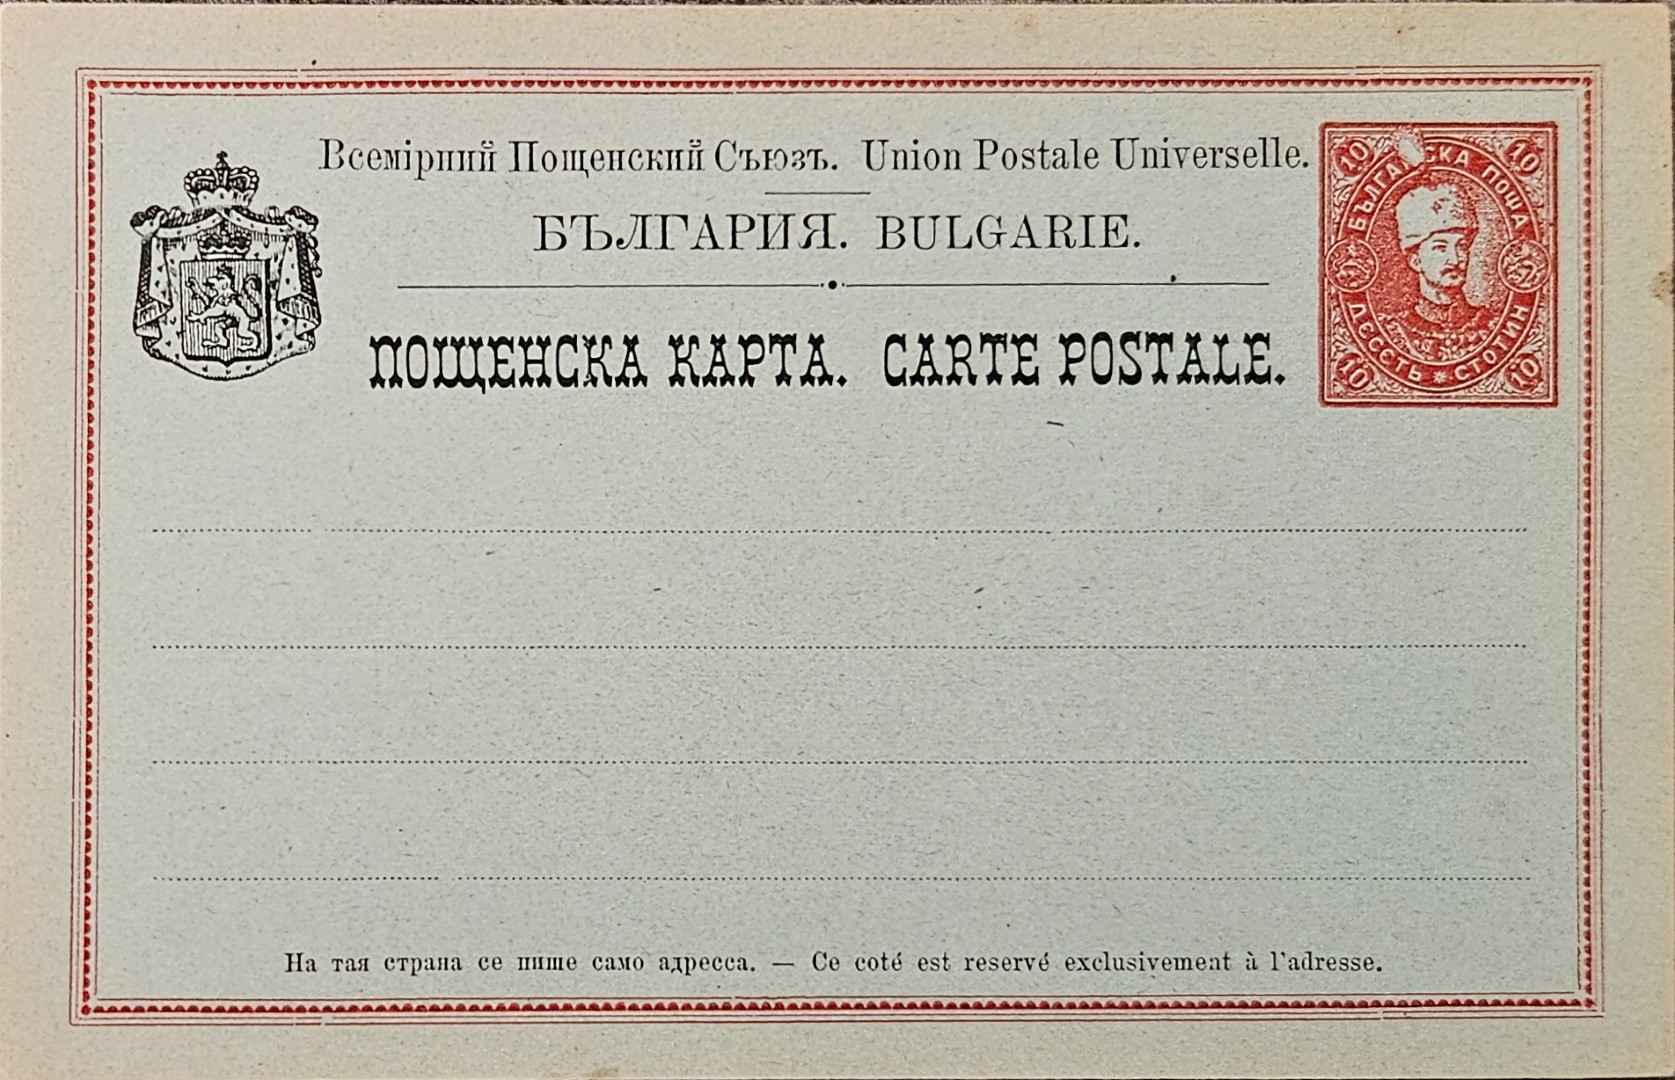 Всемірний Пощенский Съюзъ. Union Postale Universelle.
БЪЛГАРИЯ. BULGARIE.
ПОЩЕНСКА КАРТА. CARTE POSTALE.
10 10
ПОЩА
ДЕСЕТЬ * СТОТИН
10 10
На тая страна се пише само адресса. — Ce coté est reservé exclusivement à l'adresse.